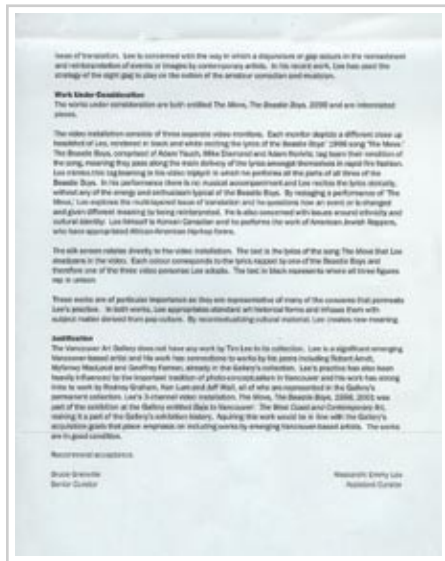 issue of translation. Lee is concerned with the way in which a disjuncture or gap occurs in the reenactment
and reinterpretation of events or images by contemporary artists. In his recent work, Lee has used the
strategy of the sight gag to play on the notion of the amateur comedian and musician.
Work Under Consideration
The works under consideration are both entitled The Move, The Beastie Boys, 1998 and are interrelated
pieces.
The video installation consists of three separate video monitors. Each monitor depicts a different close up
headshot of Lee, rendered in black and white reciting the lyrics of the Beastie Boys' 1998 song 'The Move.'
The Beastie Boys, comprised of Adam Yauch, Mike Diamond and Adam Horovitz, tag team their rendition of
the song, meaning they pass along the main delivery of the lyrics amongst themselves in rapid fire fashion.
Lee mimics this tag teaming in his video triptych in which he performs all the parts of all three of the
Beastie Boys. In his performance there is no musical accompaniment and Lee recites the lyrics stoically,
without any of the energy and enthusiasm typical of the Beastie Boys. By restaging a performance of 'The
Move,' Lee explores the multilayered issue of translation and he questions how an event or is changed
and given different meaning by being reinterpreted. He is also concerned with issues around ethnicity and
cultural identity. Lee himself is Korean Canadian and he performs the work of American Jewish Rappers,
who have appropriated African-American Hip-hop forms.
The silk screen relates directly to the video installation. The text is the lyrics of the song The Move that Lee
deadpans in the video. Each colour corresponds to the lyrics rapped by one of the Beastie Boys and
therefore one of the three video personas Lee adopts. The text in black represents where all three figures
rap in unison.
These works are of particular importance as they are representative of many of the concerns that permeate
Lee's practice. In both works, Lee appropriates standard art historical forms and infuses them with
subject matter derived from pop culture. By recontextualizing cultural material, Lee creates new meaning.
Justification
The Vancouver Art Gallery does not have any work by Tim Lee in its collection. Lee is a significant emerging
Vancouver-based artist and his work has connections to works by his peers including Robert Arndt,
Myfanwy MacLeod and Geoffrey Farmer, already in the Gallery's collection. Lee's practice has also been
heavily influenced by the important tradition of photo-conceptualism in Vancouver and his work has strong
links to work by Rodney Graham, Ken Lum and Jeff Wall, all of who are represented in the Gallery's
permanent collection. Lee's 3-channel video installation, The Move, The Beastie Boys, 1998, 2001 was
part of the exhibition at the Gallery entitled Baja to Vancouver: The West Coast and Contemporary Art,
making it a part of the Gallery's exhibition history. Aquiring this work would be in line with the Gallery's
acquisition goals that place emphasis on including works by emerging Vancouver-based artists. The works
are in good condition.
Recommend acceptance.
Bruce Grenville
Senior Curator
Emmy Lee
Assistant Curator